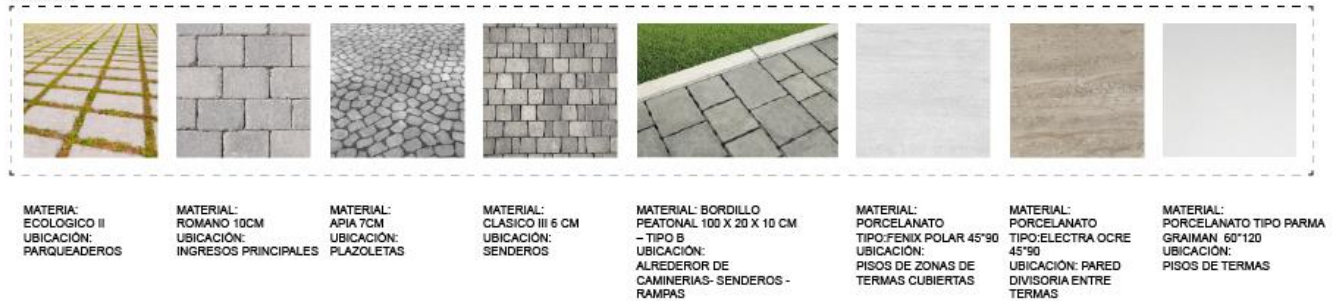 MATERIA:
ECOLOGICO II
UBICACIÓN:
PARQUEADEROS
MATERIAL:
ROMANO 10CM
UBICACIÓN:
INGRESOS PRINCIPALES
MATERIAL:
APIA 7CM
UBICACIÓN:
PLAZOLETAS
MATERIAL:
CLASICO III 6 CM
UBICACIÓN:
SENDEROS
MATERIAL: BORDILLO
PEATONAL 100 X 20 X 10 CM
– TIPO B
UBICACIÓN:
ALREDEROR DE
CAMINERIAS- SENDEROS -
RAMPAS
MATERIAL:
PORCELANATO
TIPO:FENIX POLAR 45*90
UBICACIÓN:
PISOS DE ZONAS DE
TERMAS CUBIERTAS
MATERIAL:
PORCELANATO
TIPO:ELECTRA OCRE
45*90
UBICACIÓN: PARED
DIVISORIA ENTRE
TERMAS
MATERIAL:
PORCELANATO TIPO PARMA
GRAIMAN  60*120
UBICACIÓN:
PISOS DE TERMAS